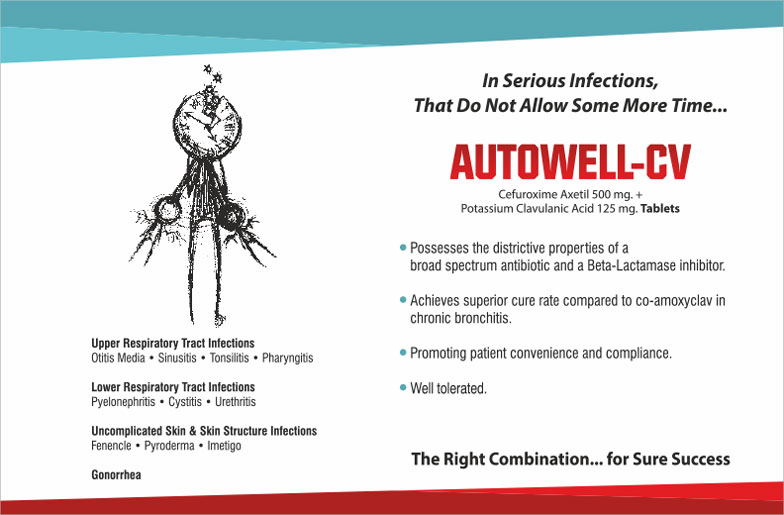 Upper Respiratory Tract Infections
Otitis Media • Sinusitis • Tonsilitis • Pharyngitis
Lower Respiratory Tract Infections
Pyelonephritis • Cystitis • Urethritis
Uncomplicated Skin & Skin Structure Infections
Fenencle • Pyroderma • Imetigo
Gonorrhea
In Serious Infections,
That Do Not Allow Some More Time...
AUTOWELL-CV
Cefuroxime Axetil 500 mg. +
Potassium Clavulanic Acid 125 mg. Tablets
• Possesses the districtive properties of a
broad spectrum antibiotic and a Beta-Lactamase inhibitor.
• Achieves superior cure rate compared to co-amoxyclav in
chronic bronchitis.
• Promoting patient convenience and compliance.
• Well tolerated.
The Right Combination... for Sure Success